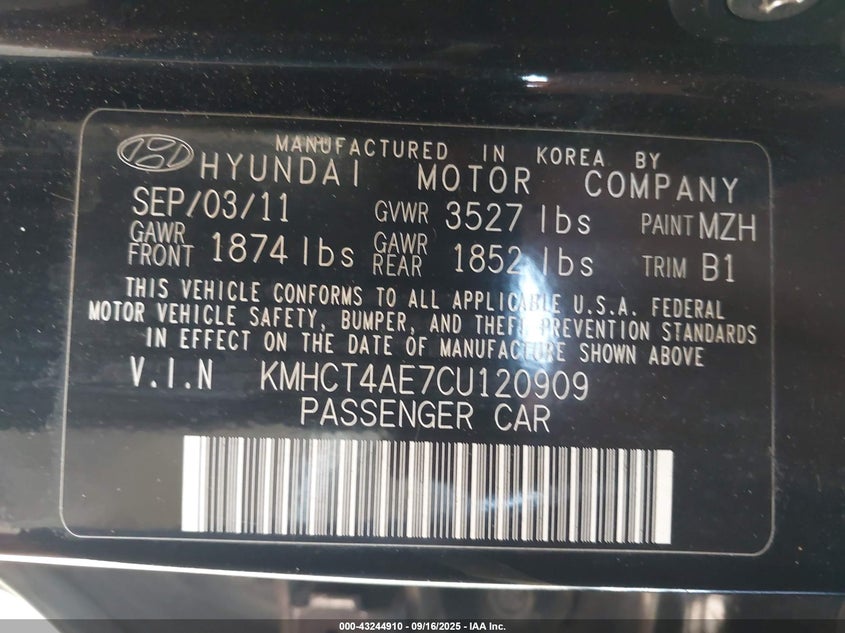 MANUFACTURED IN KOREA BY
HYUNDAI MOTOR COMPANY
SEP/03/11 GVWR 3527 lbs PAINT MZH
GAWR FRONT 1874 lbs GAWR REAR 1852 lbs TRIM B1
THIS VEHICLE CONFORMS TO ALL APPLICABLE U.S.A. FEDERAL
MOTOR VEHICLE SAFETY, BUMPER, AND THEFT PREVENTION STANDARDS
IN EFFECT ON THE DATE OF MANUFACTURE SHOWN ABOVE
V.I.N KMHCT4AE7CU120909
PASSENGER CAR
000-43244910 - 09/16/2025 - IAA Inc.